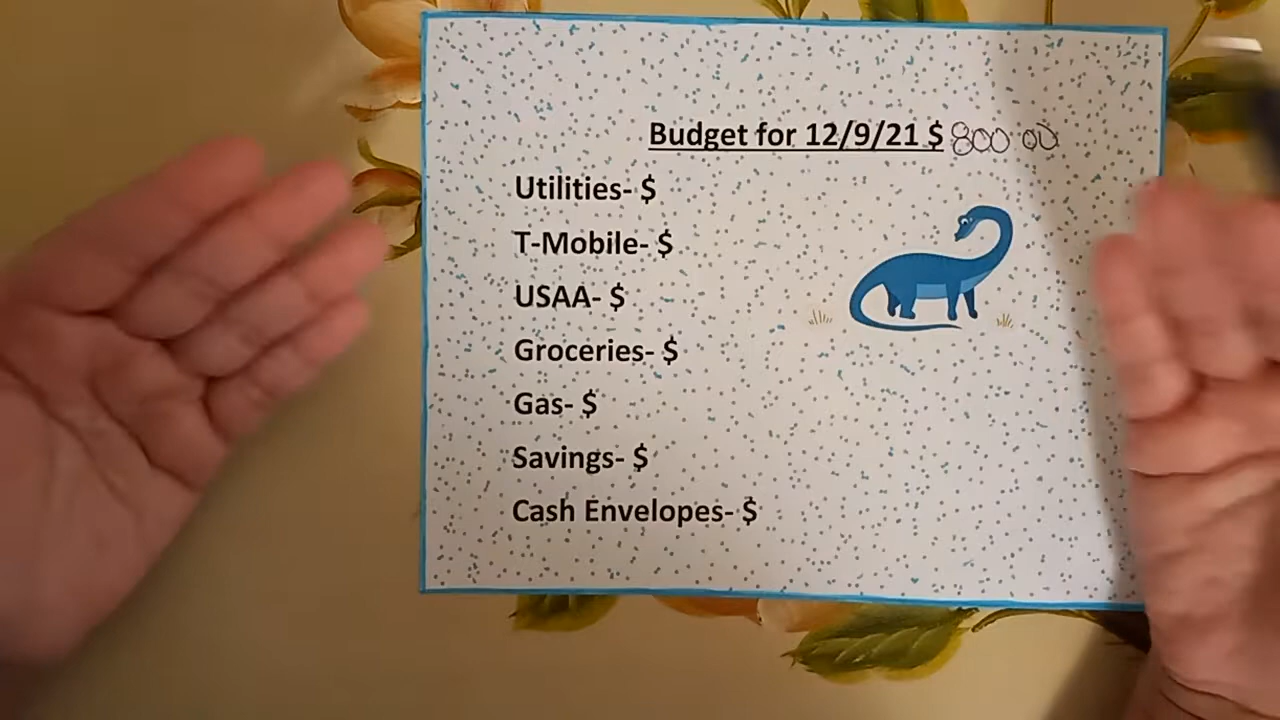 Budget for 12/9/21 $ 800 00
Utilities- $
T-Mobile- $
USAA- $
Groceries- $
Gas- $
Savings- $
Cash Envelopes- $